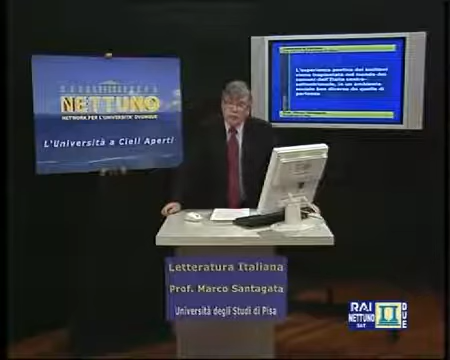 NETTUNO
NETWORK PER L'UNIVERSITÀ OVUNQUE
L'Università a Cieli Aperti
L'esperienza poetica dei siciliani
viene trapiantata nel mondo dei
comuni dell'Italia centro-
settentrionale, in un ambiente
sociale ben diverso da quello di
partenza.
Letteratura Italiana
Prof. Marco Santagata
Università degli Studi di Pisa
RAI
NETTUNO
SAT
DUE